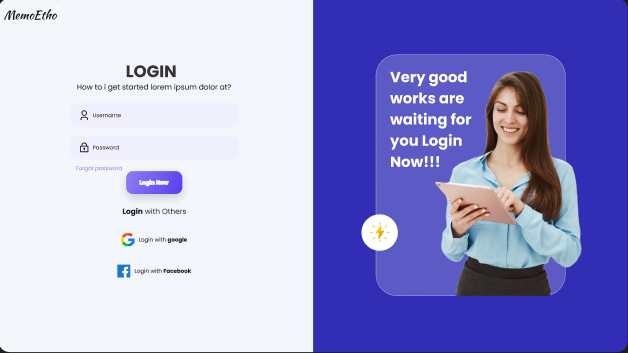 MemoEtho
LOGIN
How to i get started lorem ipsum dolor at?
Username
Password
Forgot password
Login Now
Login with Others
Login with google
Login with Facebook
Very good
works are
waiting for
you Login
Now!!!